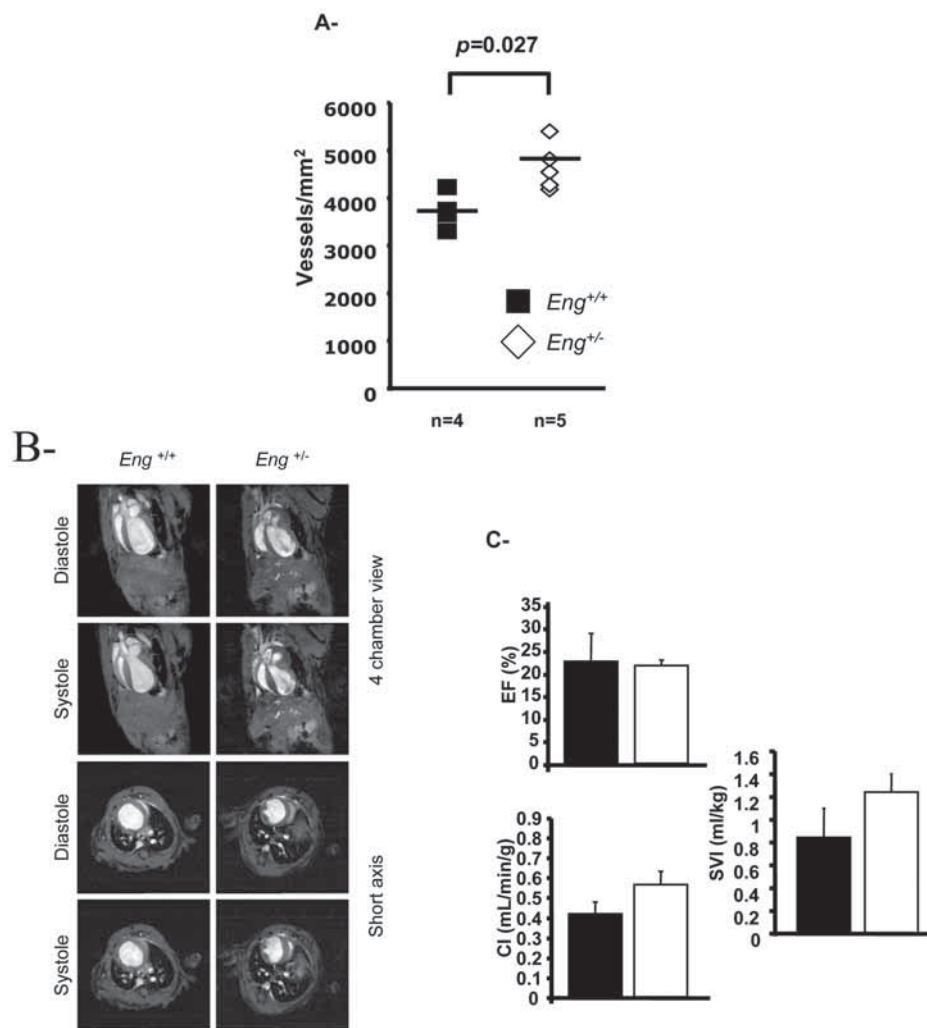 A-
p=0.027
6000
5000
4000
3000
2000
1000
0
Vessels/mm²
Eng+/+
Eng+/-
n=4
n=5
B-
Eng +/+
Eng +/-
Diastole
Systole
4 chamber view
Diastole
Systole
Short axis
C-
35
30
25
20
15
10
5
0
EF (%)
0.9
0.8
0.7
0.6
0.5
0.4
0.3
0.2
0.1
0
CI (mL/min/g)
1.6
1.4
1.2
1
0.8
0.6
0.4
0.2
0
SVI (ml/kg)